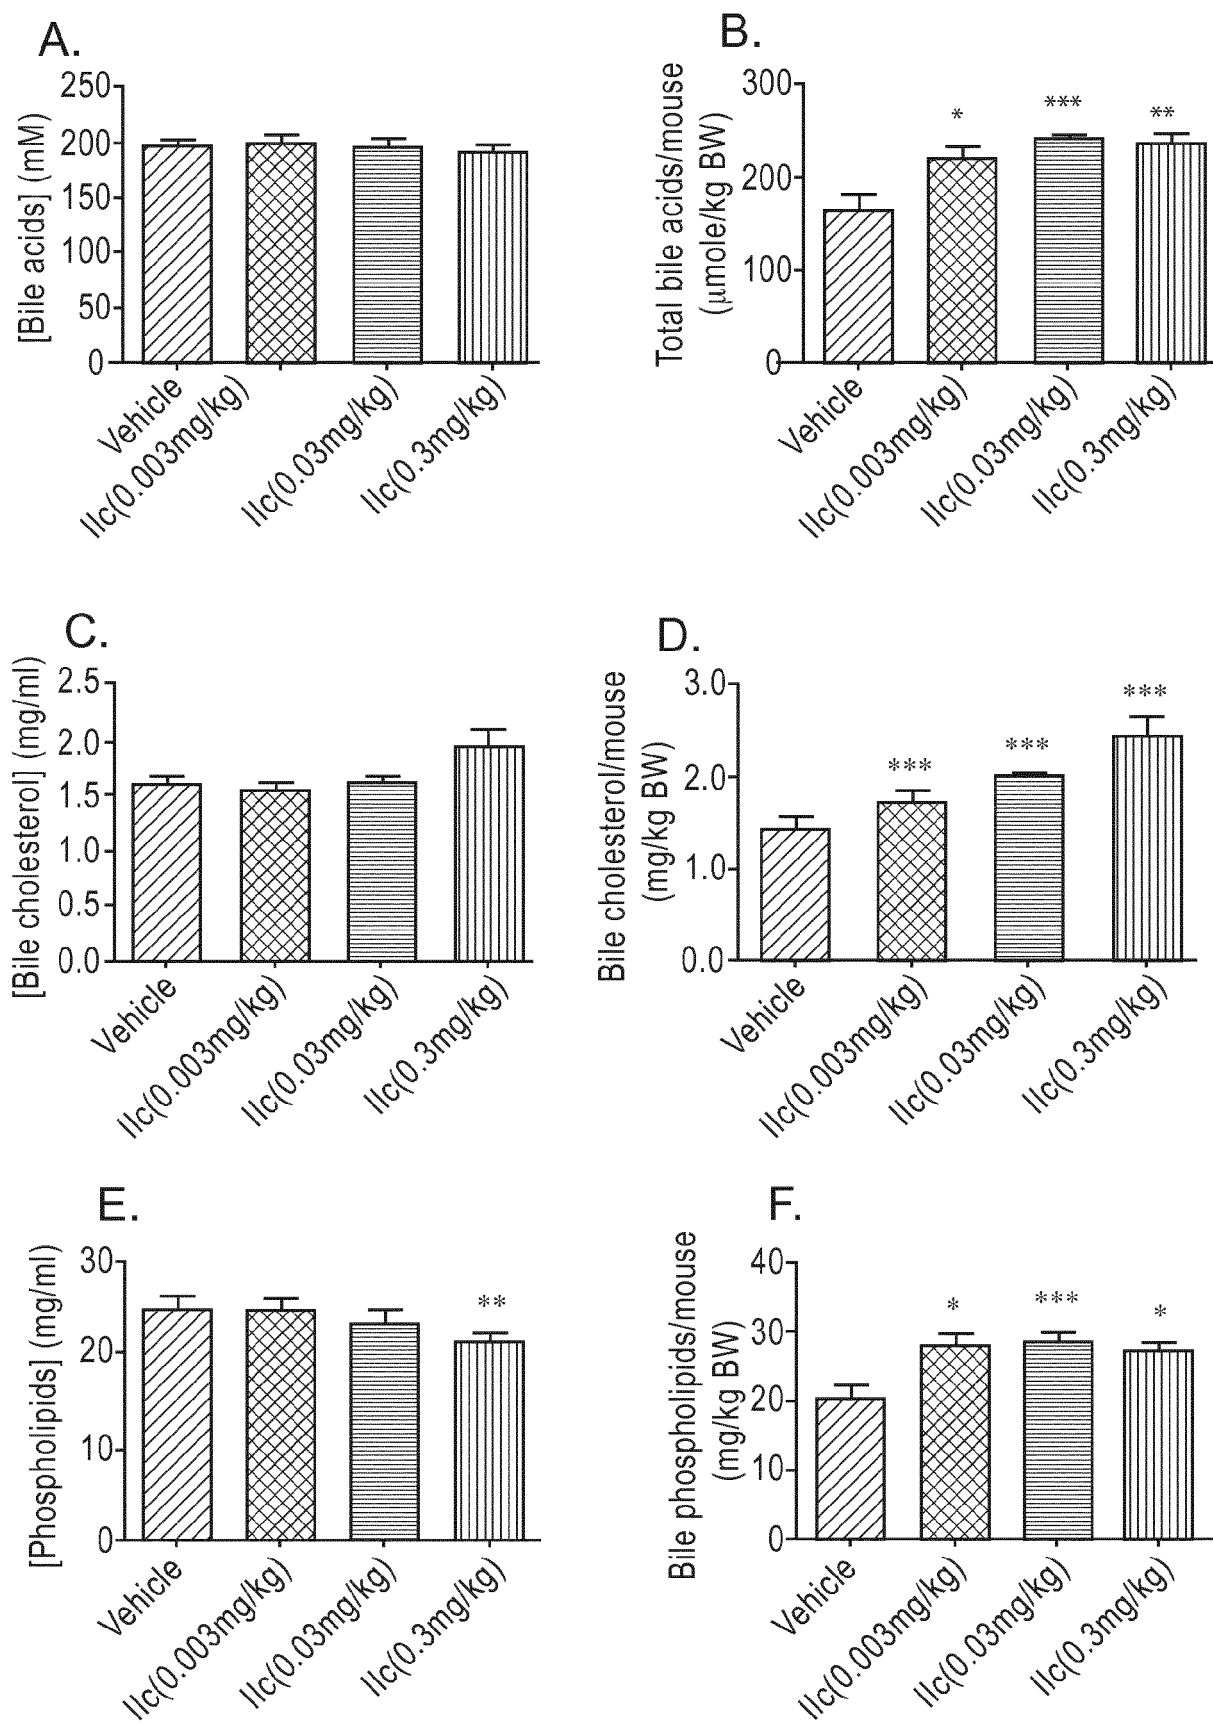 A.
[Bile acids] (mM)
250
200
150
100
50
0
Vehicle
IIc(0.003mg/kg)
IIc(0.03mg/kg)
IIc(0.3mg/kg)
B.
Total bile acids/mouse
(μmole/kg BW)
300
200
100
0
*
***
**
Vehicle
IIc(0.003mg/kg)
IIc(0.03mg/kg)
IIc(0.3mg/kg)
C.
[Bile cholesterol] (mg/ml)
2.5
2.0
1.5
1.0
0.5
0.0
Vehicle
IIc(0.003mg/kg)
IIc(0.03mg/kg)
IIc(0.3mg/kg)
D.
Bile cholesterol/mouse
(mg/kg BW)
3.0
2.0
1.0
0.0
***
***
***
Vehicle
IIc(0.003mg/kg)
IIc(0.03mg/kg)
IIc(0.3mg/kg)
E.
[Phospholipids] (mg/ml)
30
20
10
0
**
Vehicle
IIc(0.003mg/kg)
IIc(0.03mg/kg)
IIc(0.3mg/kg)
F.
Bile phospholipids/mouse
(mg/kg BW)
40
30
20
10
0
*
***
*
Vehicle
IIc(0.003mg/kg)
IIc(0.03mg/kg)
IIc(0.3mg/kg)